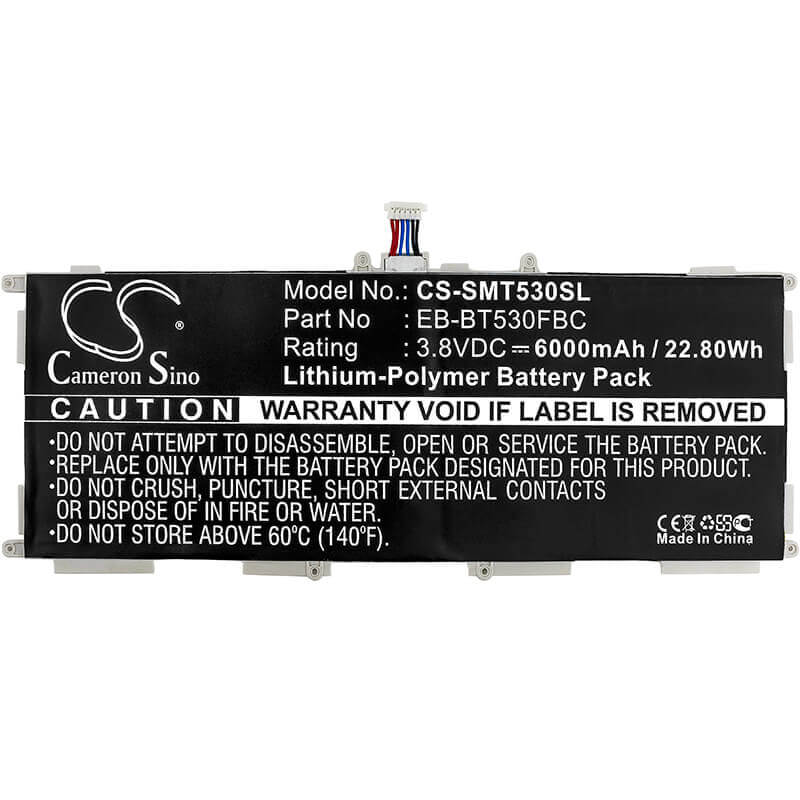 CS
®
Cameron Sino
Model No.: CS-SMT530SL
Part No : EB-BT530FBC
Rating : 3.8VDC ⎓ 6000mAh / 22.80Wh
Lithium-Polymer Battery Pack
CAUTION WARRANTY VOID IF LABEL IS REMOVED
•DO NOT ATTEMPT TO DISASSEMBLE, OPEN OR SERVICE THE BATTERY PACK.
•REPLACE ONLY WITH THE BATTERY PACK DESIGNATED FOR THIS PRODUCT.
•DO NOT CRUSH, PUNCTURE, SHORT EXTERNAL CONTACTS
OR DISPOSE OF IN FIRE OR WATER.
•DO NOT STORE ABOVE 60°C (140°F).
CE
Made In China